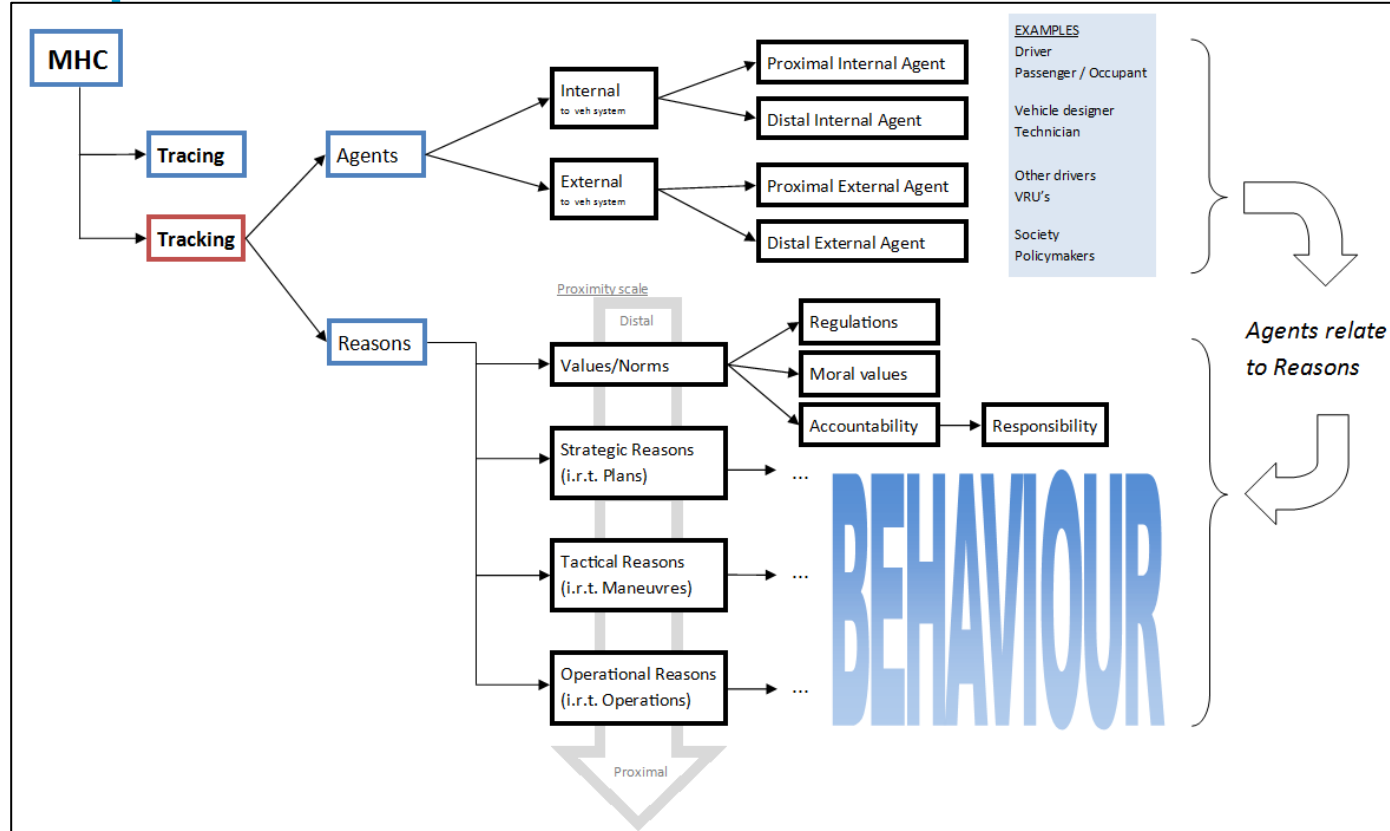 MHC
Tracing
Tracking
Agents
Reasons
Internal
to veh system
External
to veh system
Proximal Internal Agent
Distal Internal Agent
Proximal External Agent
Distal External Agent
EXAMPLES
Driver
Passenger / Occupant
Vehicle designer
Technician
Other drivers
VRU's
Society
Policymakers
Agents relate
to Reasons
Proximity scale
Distal
Values/Norms
Regulations
Moral values
Accountability
Responsibility
Strategic Reasons
(i.r.t. Plans)
...
Tactical Reasons
(i.r.t. Maneuvres)
...
Operational Reasons
(i.r.t. Operations)
...
Proximal
BEHAVIOUR